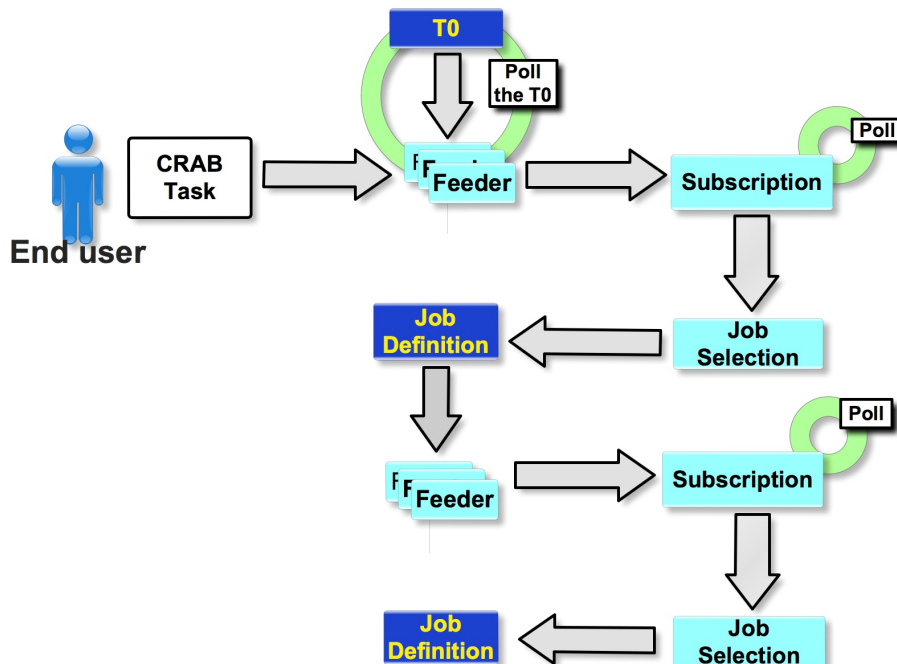 T0
Poll
the T0
Poll
CRAB
Task
F
Fe
Feeder
Subscription
End user
Job
Definition
Job
Selection
Poll
F
F
Feeder
Subscription
Job
Definition
Job
Selection